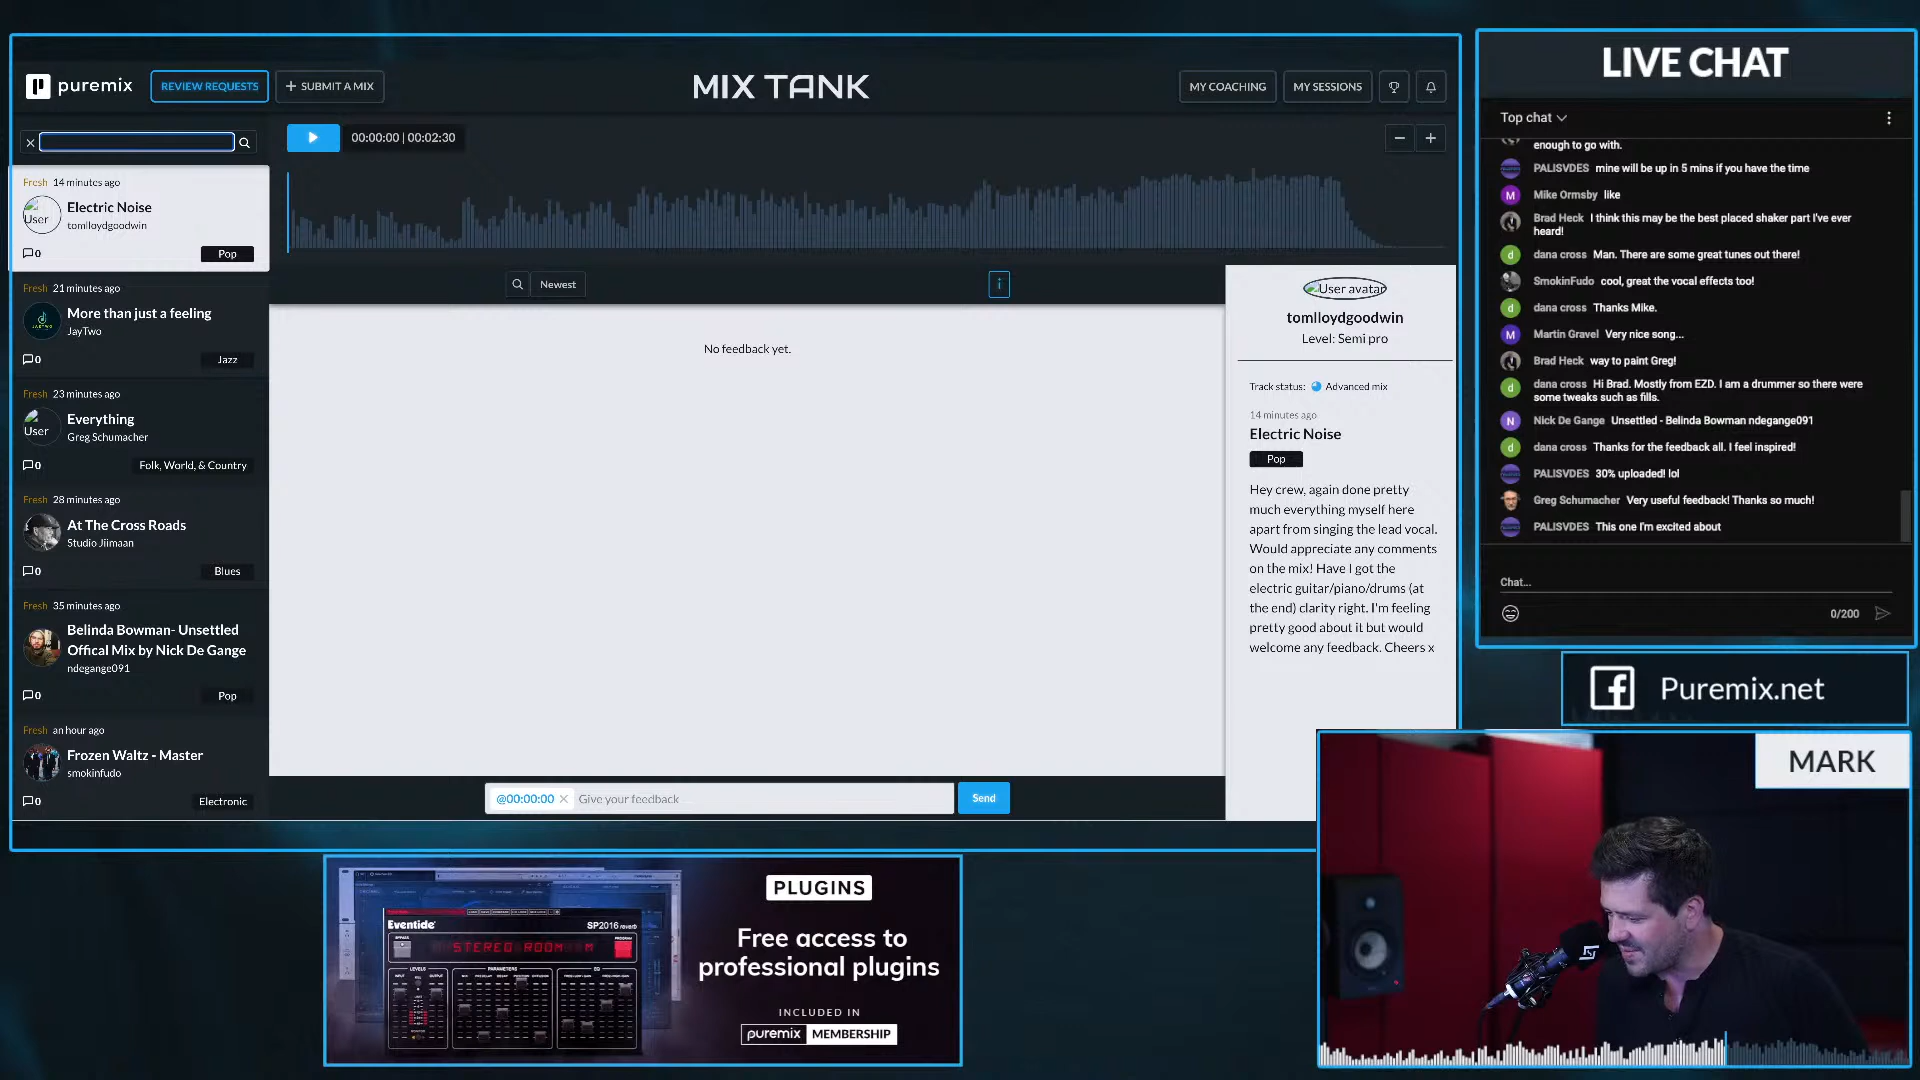 puremix
REVIEW REQUESTS
+ SUBMIT A MIX
MIX TANK
MY COACHING
MY SESSIONS
00:00:00 | 00:02:30
Fresh 14 minutes ago
User
Electric Noise
tomlloydgoodwin
0
Pop
Fresh 21 minutes ago
More than just a feeling
JayTwo
0
Jazz
Fresh 23 minutes ago
User
Everything
Greg Schumacher
0
Folk, World, & Country
Fresh 28 minutes ago
At The Cross Roads
Studio Jiimaan
0
Blues
Fresh 35 minutes ago
Belinda Bowman- Unsettled
Offical Mix by Nick De Gange
ndegange091
0
Pop
Fresh an hour ago
Frozen Waltz - Master
smokinfudo
0
Electronic
Newest
i
No feedback yet.
@00:00:00 × Give your feedback
Send
User avatar
tomlloydgoodwin
Level: Semi pro
Track status: Advanced mix
14 minutes ago
Electric Noise
Pop
Hey crew, again done pretty
much everything myself here
apart from singing the lead vocal.
Would appreciate any comments
on the mix! Have I got the
electric guitar/piano/drums (at
the end) clarity right. I'm feeling
pretty good about it but would
welcome any feedback. Cheers x
LIVE CHAT
Top chat
enough to go with.
PALISVDES mine will be up in 5 mins if you have the time
M Mike Ormsby like
Brad Heck I think this may be the best placed shaker part I've ever
heard!
d dana cross Man. There are some great tunes out there!
SmokinFudo cool, great the vocal effects too!
d dana cross Thanks Mike.
M Martin Gravel Very nice song...
Brad Heck way to paint Greg!
d dana cross Hi Brad. Mostly from EZD. I am a drummer so there were
some tweaks such as fills.
N Nick De Gange Unsettled - Belinda Bowman ndegange091
d dana cross Thanks for the feedback all. I feel inspired!
PALISVDES 30% uploaded! lol
Greg Schumacher Very useful feedback! Thanks so much!
PALISVDES This one I'm excited about
Chat...
0/200
Puremix.net
MARK
PLUGINS
Free access to
professional plugins
INCLUDED IN
puremix MEMBERSHIP
Eventide
SP2016 reverb
STEREO ROOM M
LEVELS
PARAMETERS